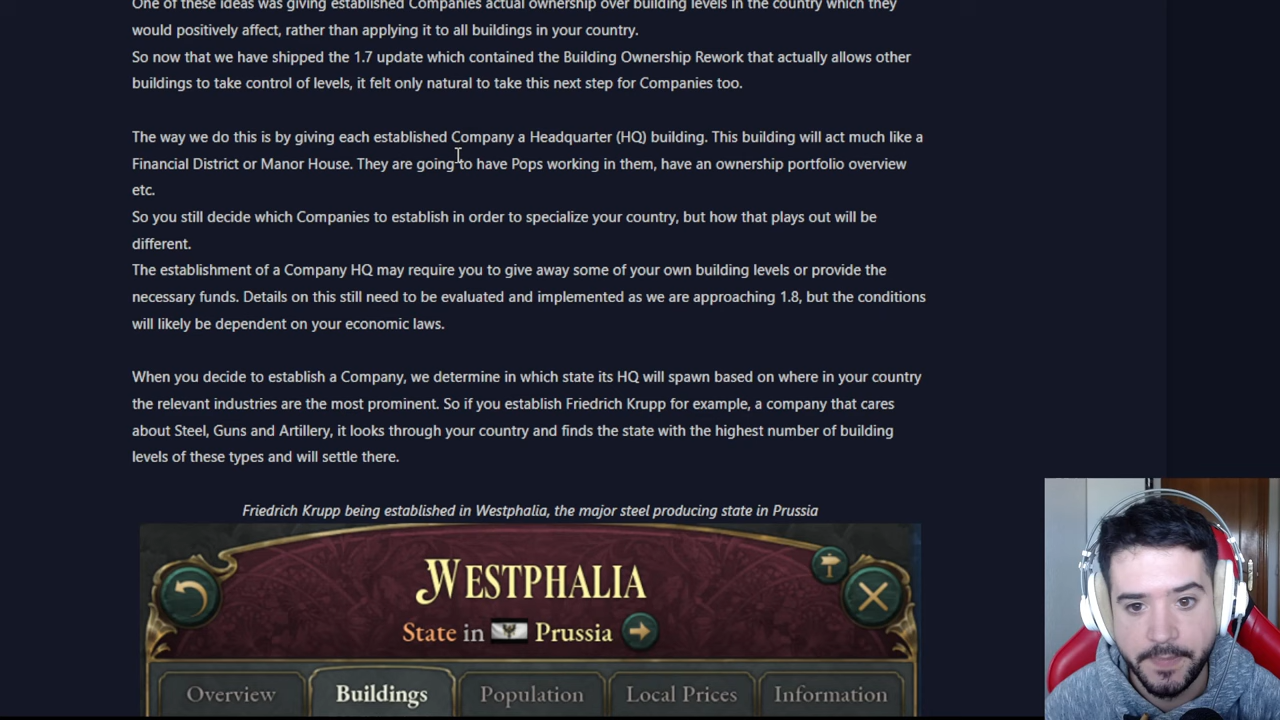 One of these ideas was giving established Companies actual ownership over building levels in the country which they
would positively affect, rather than applying it to all buildings in your country.
So now that we have shipped the 1.7 update which contained the Building Ownership Rework that actually allows other
buildings to take control of levels, it felt only natural to take this next step for Companies too.
The way we do this is by giving each established Company a Headquarter (HQ) building. This building will act much like a
Financial District or Manor House. They are going to have Pops working in them, have an ownership portfolio overview
etc.
So you still decide which Companies to establish in order to specialize your country, but how that plays out will be
different.
The establishment of a Company HQ may require you to give away some of your own building levels or provide the
necessary funds. Details on this still need to be evaluated and implemented as we are approaching 1.8, but the conditions
will likely be dependent on your economic laws.
When you decide to establish a Company, we determine in which state its HQ will spawn based on where in your country
the relevant industries are the most prominent. So if you establish Friedrich Krupp for example, a company that cares
about Steel, Guns and Artillery, it looks through your country and finds the state with the highest number of building
levels of these types and will settle there.
Friedrich Krupp being established in Westphalia, the major steel producing state in Prussia
WESTPHALIA
State in Prussia
Overview Buildings Population Local Prices Information